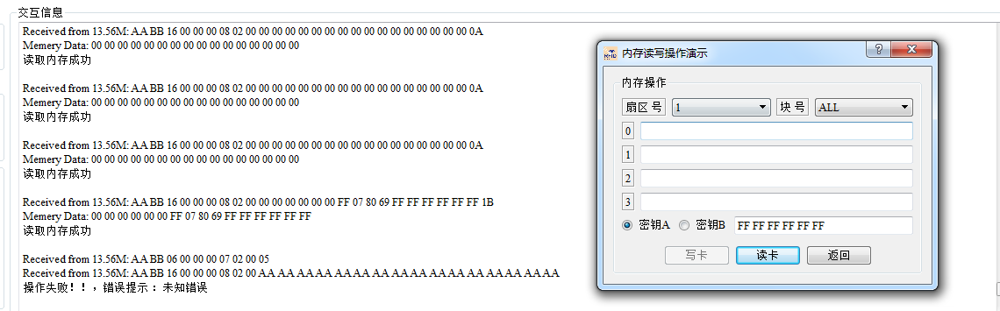 交互信息
Received from 13.56M: AA BB 16 00 00 00 08 02 00 00 00 00 00 00 00 00 00 00 00 00 00 00 00 00 00 0A
Memery Data: 00 00 00 00 00 00 00 00 00 00 00 00 00 00 00 00
读取内存成功
Received from 13.56M: AA BB 16 00 00 00 08 02 00 00 00 00 00 00 00 00 00 00 00 00 00 00 00 00 00 0A
Memery Data: 00 00 00 00 00 00 00 00 00 00 00 00 00 00 00 00
读取内存成功
Received from 13.56M: AA BB 16 00 00 00 08 02 00 00 00 00 00 00 00 00 00 00 00 00 00 00 00 00 00 0A
Memery Data: 00 00 00 00 00 00 00 00 00 00 00 00 00 00 00 00
读取内存成功
Received from 13.56M: AA BB 16 00 00 00 08 02 00 00 00 00 00 00 00 FF 07 80 69 FF FF FF FF FF FF 1B
Memery Data: 00 00 00 00 00 00 FF 07 80 69 FF FF FF FF FF FF
读取内存成功
Received from 13.56M: AA BB 06 00 00 00 07 02 00 05
Received from 13.56M: AA BB 16 00 00 00 08 02 00 AA AA AA AA AA AA AA AA AA AA AA AA AA AA AA AA
操作失败！！，错误提示：未知错误
内存读写操作演示
内存操作
扇区 号 1 块 号 ALL
0
1
2
3
密钥A 密钥B FF FF FF FF FF FF
写卡 读卡 返回